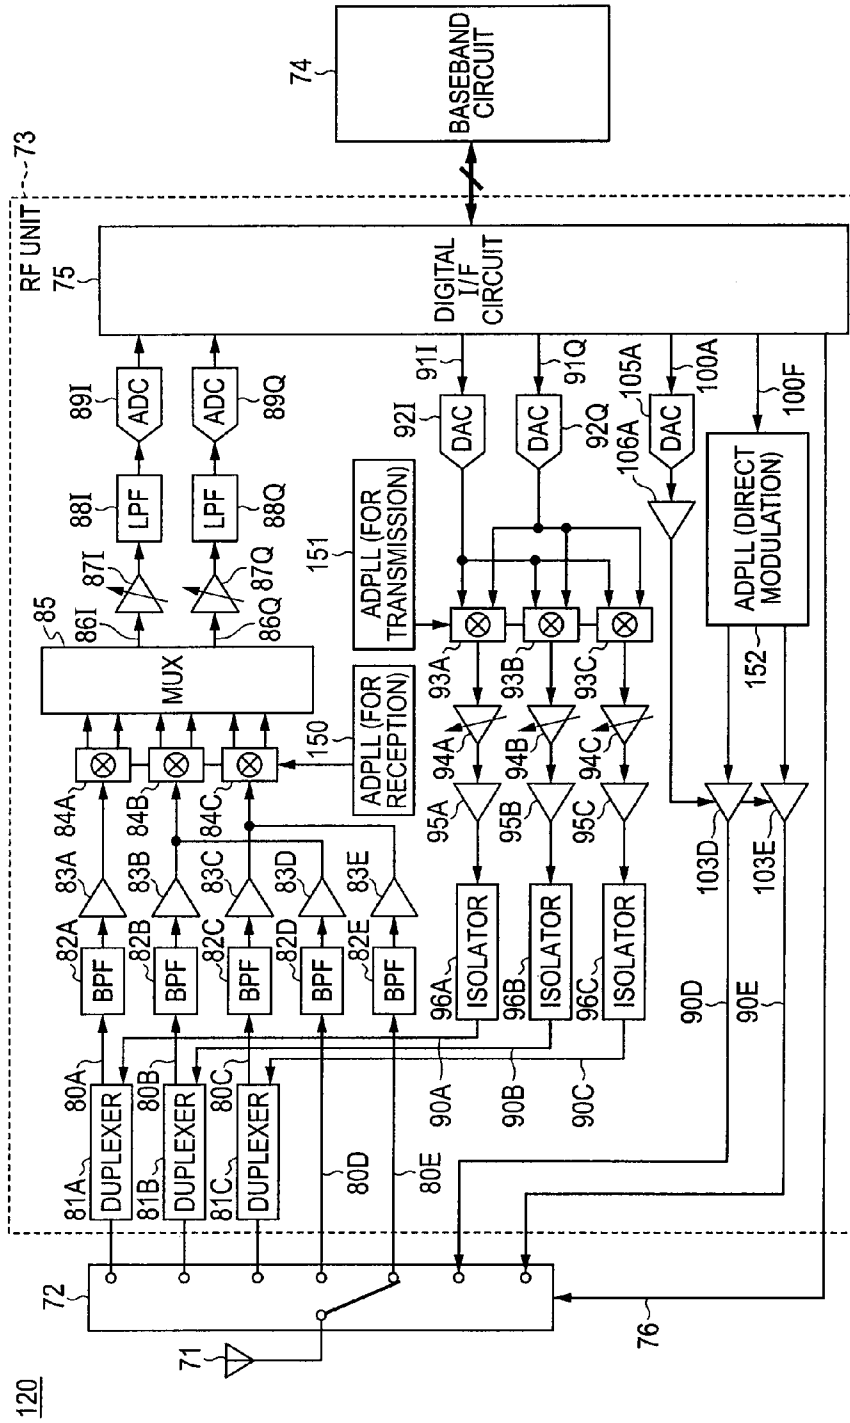 120
71
72
76
RF UNIT
73
74
BASEBAND
CIRCUIT
75
DIGITAL
I/F
CIRCUIT
81A
DUPLEXER
80A
82A
BPF
83A
84A
81B
DUPLEXER
80B
82B
BPF
83B
84B
81C
DUPLEXER
80C
82C
BPF
83C
84C
80D
82D
BPF
83D
80E
82E
BPF
83E
85
MUX
86I
87I
88I
LPF
89I
ADC
86Q
87Q
88Q
LPF
89Q
ADC
150
ADPLL (FOR
RECEPTION)
151
ADPLL (FOR
TRANSMISSION)
91I
92I
DAC
91Q
92Q
DAC
93A
94A
95A
96A
ISOLATOR
90A
93B
94B
95B
96B
ISOLATOR
90B
93C
94C
95C
96C
ISOLATOR
90C
105A
DAC
100A
106A
100F
ADPLL (DIRECT
MODULATION)
152
103D
90D
103E
90E